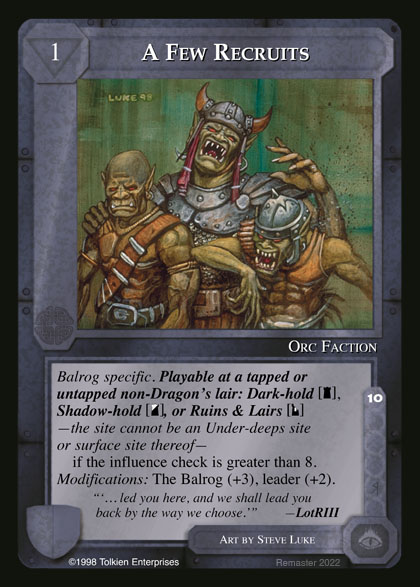 1
A Few Recruits
LUKE 98
Orc Faction
Balrog specific. Playable at a tapped or
untapped non-Dragon's lair: Dark-hold [],
Shadow-hold [], or Ruins & Lairs []
—the site cannot be an Under-deeps site
or surface site thereof—
if the influence check is greater than 8.
Modifications: The Balrog (+3), leader (+2).
10
“‘… led you here, and we shall lead you
back by the way we choose.’” —LotRIII
Art by Steve Luke
©1998 Tolkien Enterprises
Remaster 2022